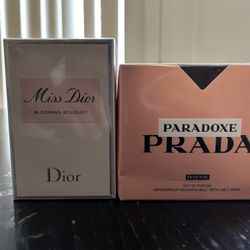 Miss Dior
BLOOMING BOUQUET
Dior
PARADOXE
PRADA
INTENSE
EAU DE PARFUM
VAPORISATEUR RECHARGEABLE / REFILLABLE SPRAY